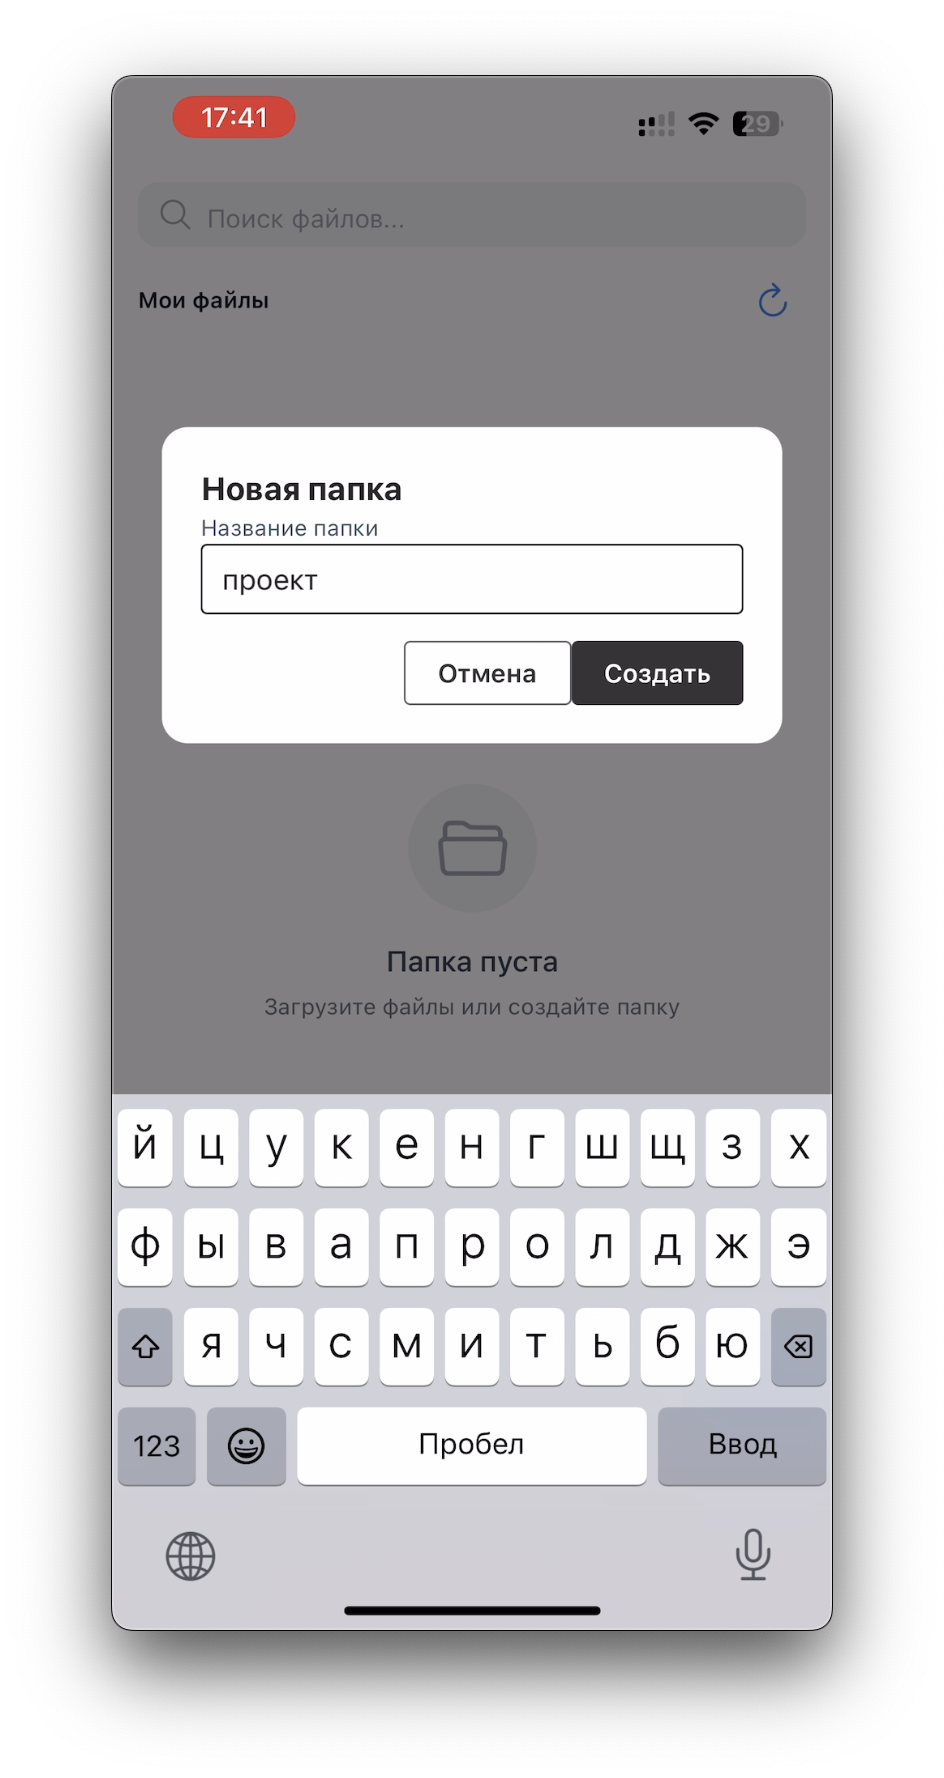 17:41
29
Поиск файлов...
Мои файлы
Новая папка
Название папки
проект
Отмена Создать
Папка пуста
Загрузите файлы или создайте папку
й ц у к е н г ш щ з х
ф ы в а п р о л д ж э
я ч с м и т ь б ю
123 Пробел Ввод